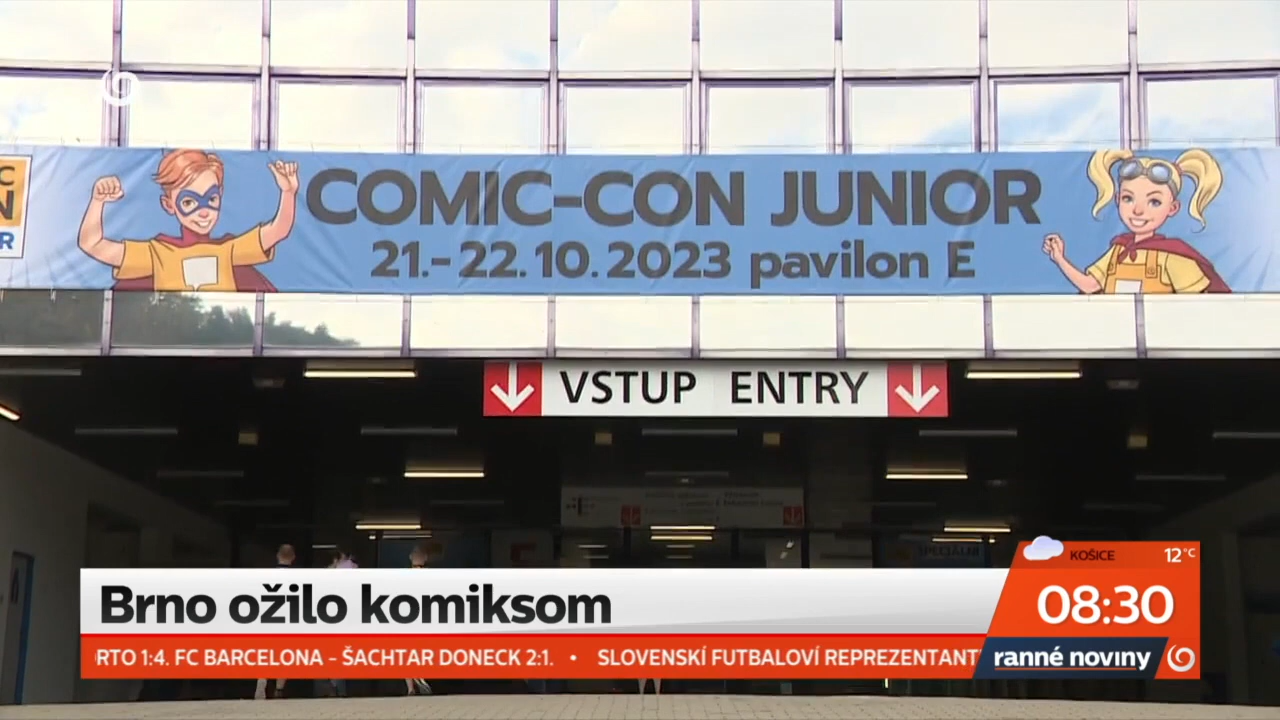 COMIC-CON JUNIOR
21.-22.10.2023 pavilon E
VSTUP ENTRY
KOŠICE 12°C
08:30
Brno ožilo komiksom
RTO 1:4. FC BARCELONA - ŠACHTAR DONECK 2:1. • SLOVENSKÍ FUTBALOVÍ REPREZENTANT
ranné noviny